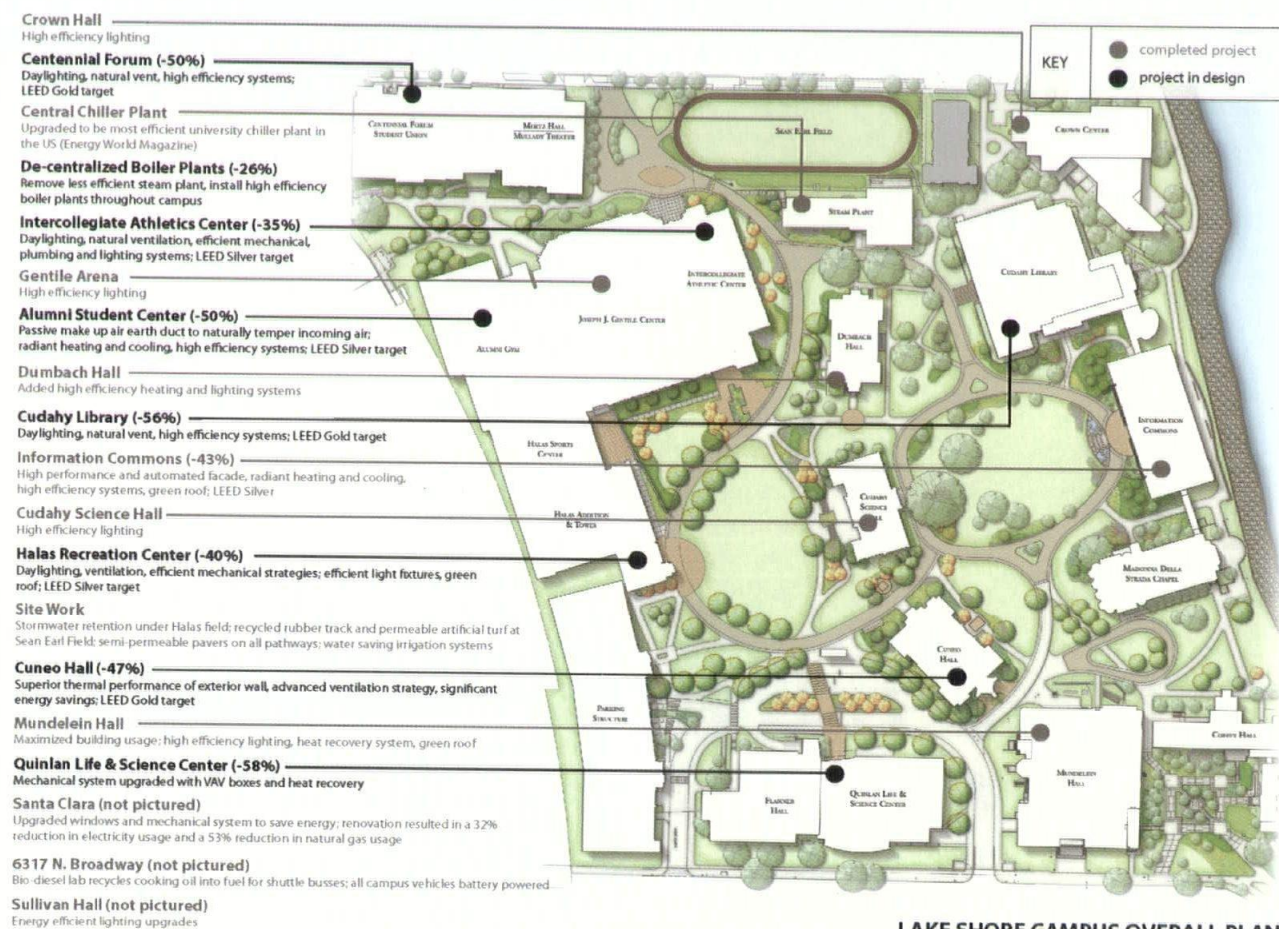 Crown Hall
High efficiency lighting
Centennial Forum (-50%)
Daylighting, natural vent, high efficiency systems;
LEED Gold target
Central Chiller Plant
Upgraded to be most efficient university chiller plant in
the US (Energy World Magazine)
De-centralized Boiler Plants (-26%)
Remove less efficient steam plant, install high efficiency
boiler plants throughout campus
Intercollegiate Athletics Center (-35%)
Daylighting, natural ventilation, efficient mechanical,
plumbing and lighting systems; LEED Silver target
Gentile Arena
High efficiency lighting
Alumni Student Center (-50%)
Passive make up air earth duct to naturally temper incoming air;
radiant heating and cooling, high efficiency systems; LEED Silver target
Dumbach Hall
Added high efficiency heating and lighting systems
Cudahy Library (-56%)
Daylighting, natural vent, high efficiency systems; LEED Gold target
Information Commons (-43%)
High performance and automated facade, radiant heating and cooling,
high efficiency systems, green roof; LEED Silver
Cudahy Science Hall
High efficiency lighting
Halas Recreation Center (-40%)
Daylighting, ventilation, efficient mechanical strategies; efficient light fixtures, green
roof; LEED Silver target
Site Work
Stormwater retention under Halas field; recycled rubber track and permeable artificial turf at
Sean Earl Field; semi-permeable pavers on all pathways; water saving irrigation systems
Cuneo Hall (-47%)
Superior thermal performance of exterior wall, advanced ventilation strategy, significant
energy savings; LEED Gold target
Mundelein Hall
Maximized building usage; high efficiency lighting, heat recovery system, green roof
Quinlan Life & Science Center (-58%)
Mechanical system upgraded with VAV boxes and heat recovery
Santa Clara (not pictured)
Upgraded windows and mechanical system to save energy; renovation resulted in a 32%
reduction in electricity usage and a 53% reduction in natural gas usage
6317 N. Broadway (not pictured)
Bio-diesel lab recycles cooking oil into fuel for shuttle busses; all campus vehicles battery powered
Sullivan Hall (not pictured)
Energy efficient lighting upgrades
KEY
completed project
project in design
CENTENNIAL FORUM
STUDENT UNION
MERTZ HALL
MULLADY THEATER
SEAN EARL FIELD
CROWN CENTER
STEAM PLANT
CUDAHY LIBRARY
INTERCOLLEGIATE
ATHLETIC CENTER
JOSEPH J. GENTILE CENTER
ALUMNI GYM
DUMBACH
HALL
INFORMATION
COMMONS
HALAS SPORTS
CENTER
CUDAHY
SCIENCE
HALAS ADDITION
& TOWER
MADONNA DELLA
STRADA CHAPEL
CUNEO
HALL
PARKING
STRUCTURE
COFFEY HALL
MUNDELEIN
HALL
FLANNER
HALL
QUINLAN LIFE &
SCIENCE CENTER
LAKE SHORE CAMPUS OVERALL PLAN